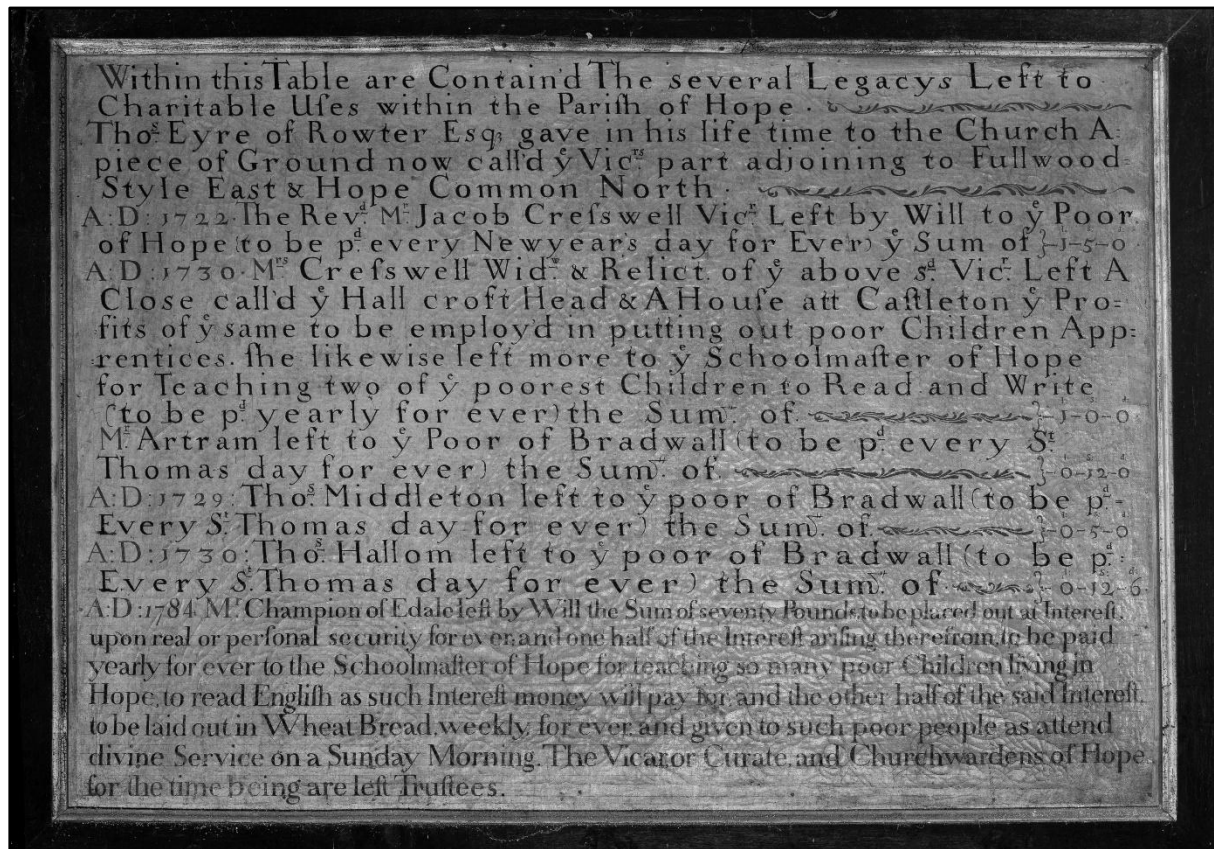 Within this Table are Contain'd The several Legacys Left to
Charitable Uſes within the Pariſh of Hope.
Thoˢ. Eyre of Rowter Esqꝫ gave in his life time to the Church A
piece of Ground now call'd yᵉ Vicʳˢ part adjoining to Fullwood
Style East & Hope Common North.
A:D:1722. The Revᵈ. Mʳ. Jacob Creſswell Vicʳ. Left by Will to yᵉ Poor
of Hope (to be pᵈ. every Newyear's day for Ever) yᵉ Sum of }-1-5-0
A:D:1730. Mʳˢ Creſswell Widʷ. & Relict. of yᵉ above sᵈ. Vicʳ. Left A
Close call'd yᵉ Hall croft Head & A Houſe att Caſtleton yᵉ Pro=
fits of yᵉ same to be employ'd in putting out poor Children App=
rentices. ſhe likewise left more to yᵉ Schoolmaſter of Hope
for Teaching two of yᵉ poorest Children to Read and Write
(to be pᵈ. yearly for ever) the Sum. of }-1-0-0
Mʳ. Artram left to yᵉ Poor of Bradwall (to be pᵈ. every Sᵗ.
Thomas day for ever) the Sum. of }-0-12-0
A:D:1729: Thoˢ. Middleton left to yᵉ poor of Bradwall (to be pᵈ.=
Every Sᵗ. Thomas day for ever) the Sum. of }-0-5-0
A:D:1730: Thoˢ. Hallom left to yᵉ poor of Bradwall (to be pᵈ.:
Every Sᵗ. Thomas day for ever) the Sum. of } 0-12-6
A:D:1784. Mʳ. Champion of Edale left by Will the Sum of seventy Pounds, to be placed out at Intereſt,
upon real or perſonal security for ever, and one half of the Intereſt ariſing therefrom, to be paid
yearly for ever to the Schoolmaſter of Hope for teaching so many poor Children living in
Hope, to read Engliſh as such Intereſt money will pay for, and the other half of the said Intereſt,
to be laid out in Wheat Bread, weekly, for ever, and given to such poor people as attend
divine Service on a Sunday Morning. The Vicar, or Curate, and Churchwardens of Hope,
for the time being are left Truſtees.